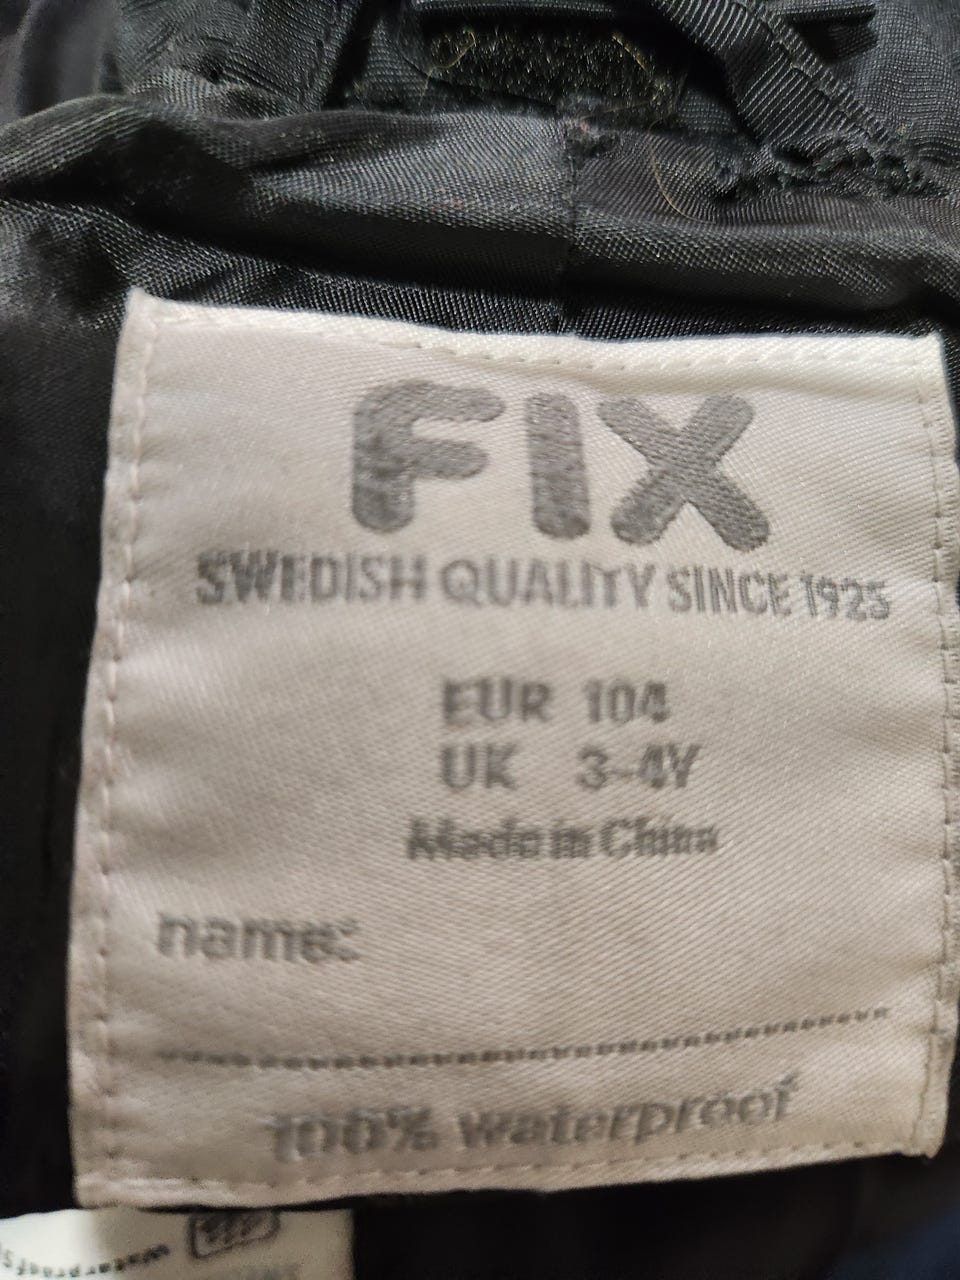 FIX
SWEDISH QUALITY SINCE 1925
EUR 104
UK 3-4Y
Made in China
name:
100% waterproof